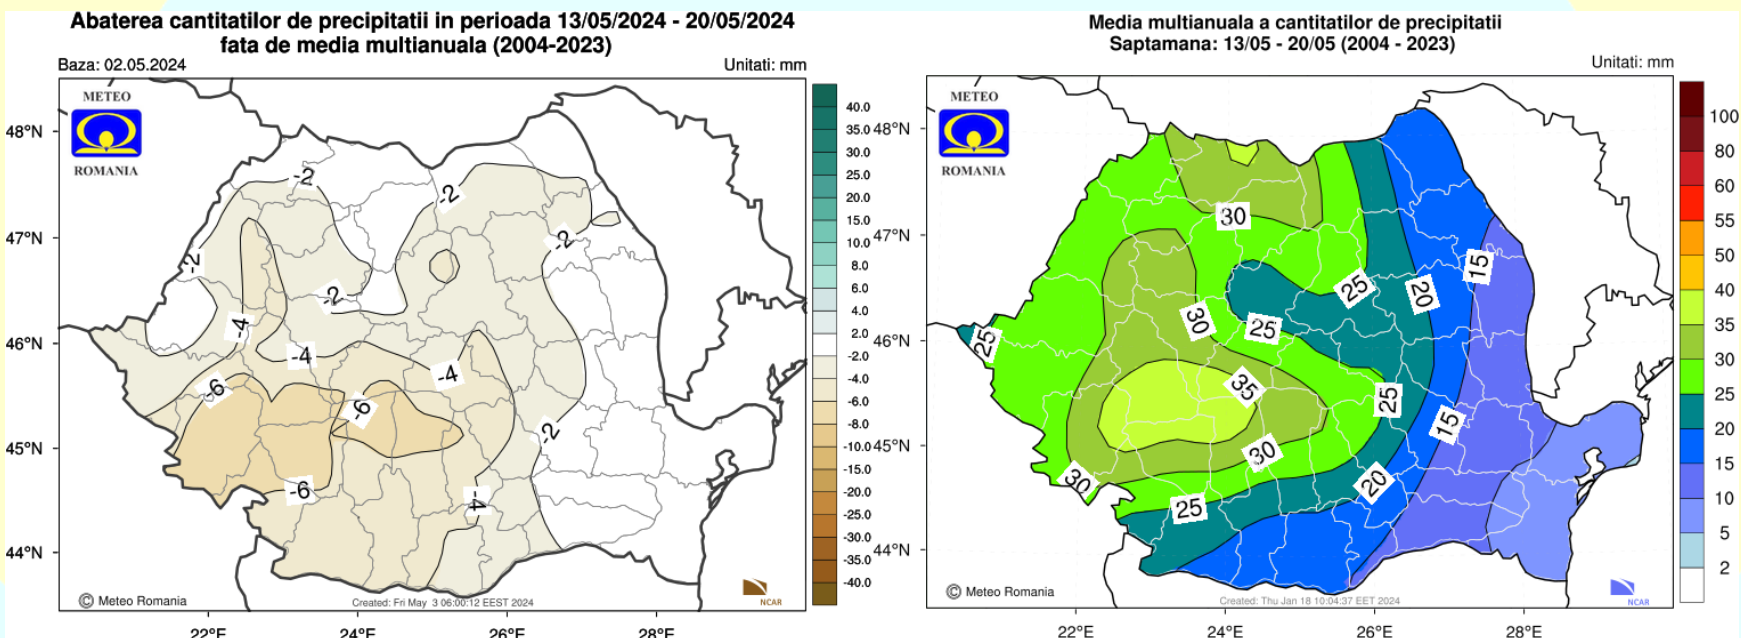 Abaterea cantitatilor de precipitatii in perioada 13/05/2024 - 20/05/2024
fata de media multianuala (2004-2023)
Baza: 02.05.2024
Unitati: mm
METEO
ROMANIA
48°N
47°N
46°N
45°N
44°N
-2
-2
-2
-2
-2
-4
-4
-4
-6
-6
-2
-6
-4
40.0
35.0
30.0
25.0
20.0
15.0
10.0
8.0
6.0
4.0
2.0
-2.0
-4.0
-6.0
-8.0
-10.0
-15.0
-20.0
-25.0
-30.0
-35.0
-40.0
© Meteo Romania
Created: Fri May 3 06:00:12 EEST 2024
NCAR
22°E
24°E
26°E
28°E
Media multianuala a cantitatilor de precipitatii
Saptamana: 13/05 - 20/05 (2004 - 2023)
Unitati: mm
METEO
ROMANIA
48°N
47°N
46°N
45°N
44°N
30
15
25
20
30
25
25
35
25
15
30
30
20
25
100
80
60
55
50
40
35
30
25
20
15
10
5
2
© Meteo Romania
Created: Thu Jan 18 10:04:37 EET 2024
NCAR
22°E
24°E
26°E
28°E